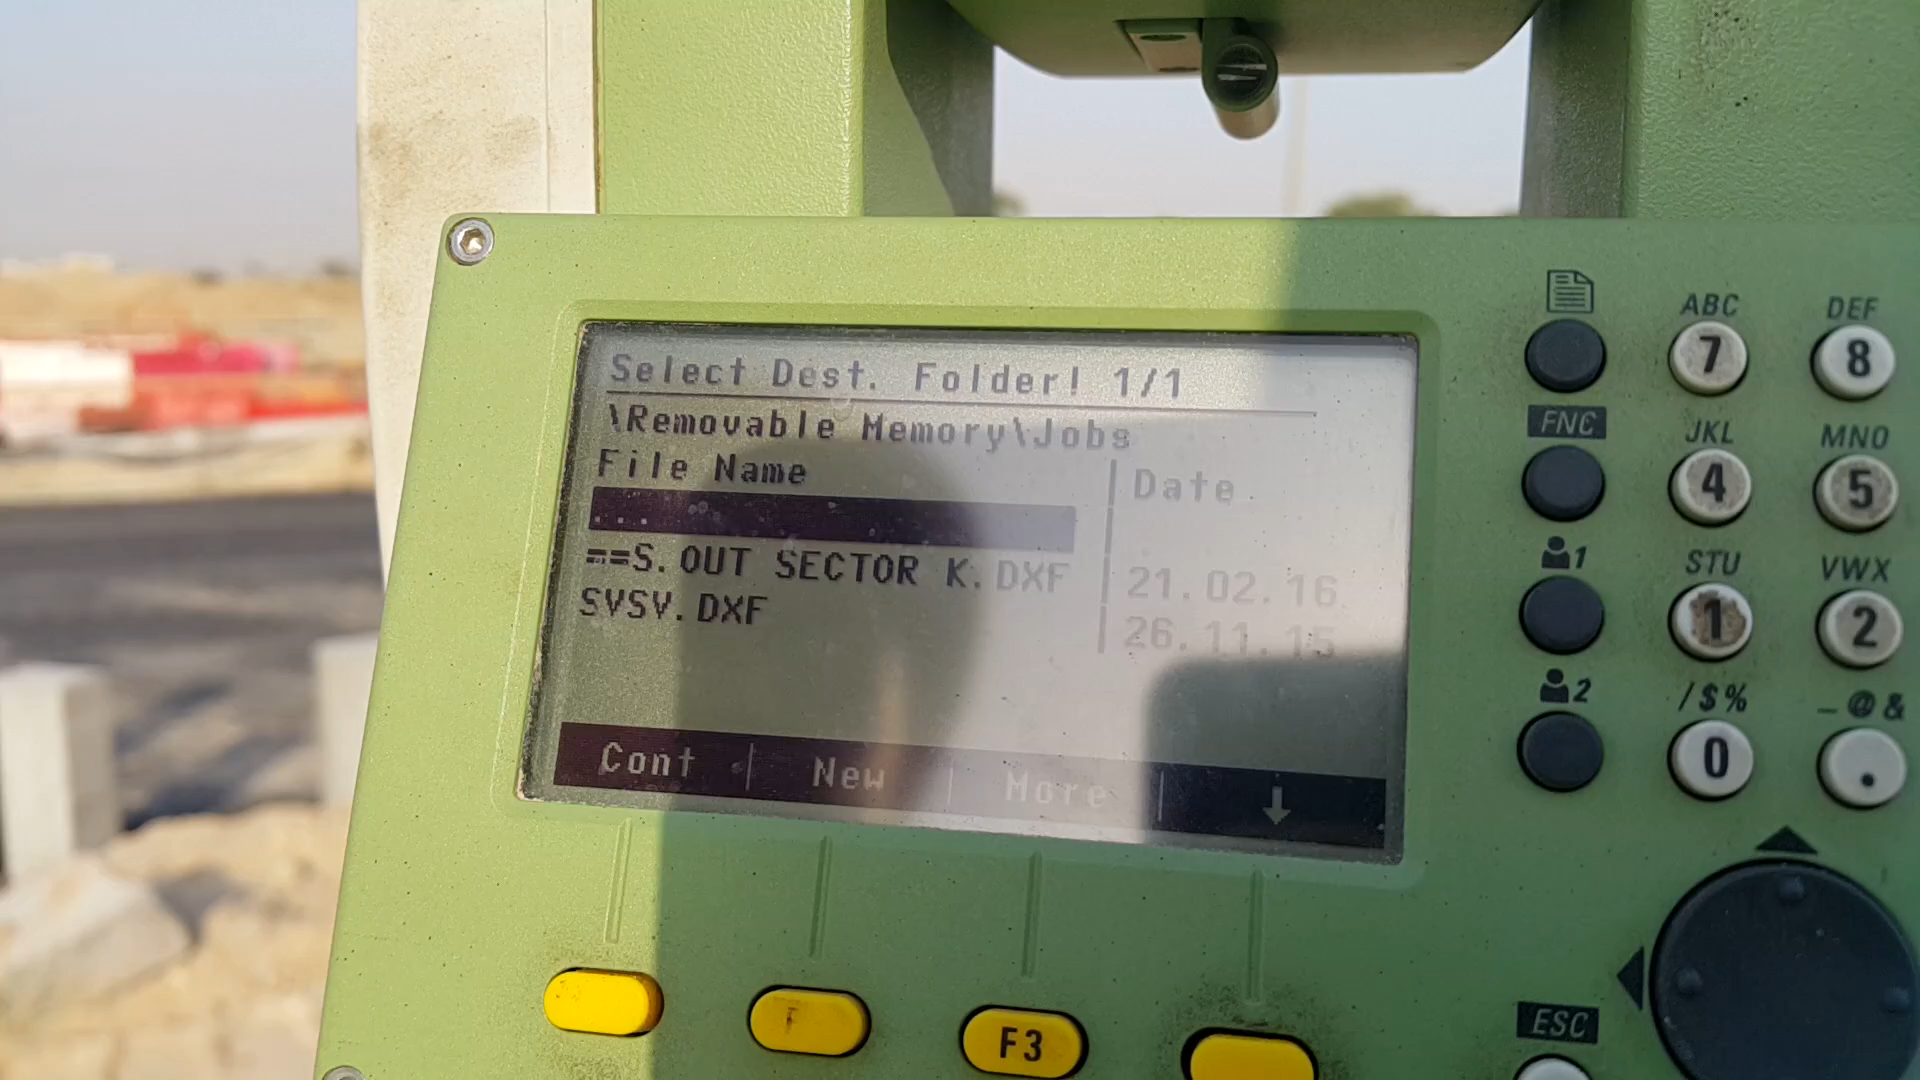 Select Dest. Folder! 1/1
\Removable Memory\Jobs
File Name | Date
...
==S.OUT SECTOR K.DXF | 21.02.16
SVSV.DXF | 26.11.15
Cont | New | More | ↓
F3
FNC
1
2
ESC
ABC
7
DEF
8
JKL
4
MNO
5
STU
1
VWX
2
/$%
0
_@&
.